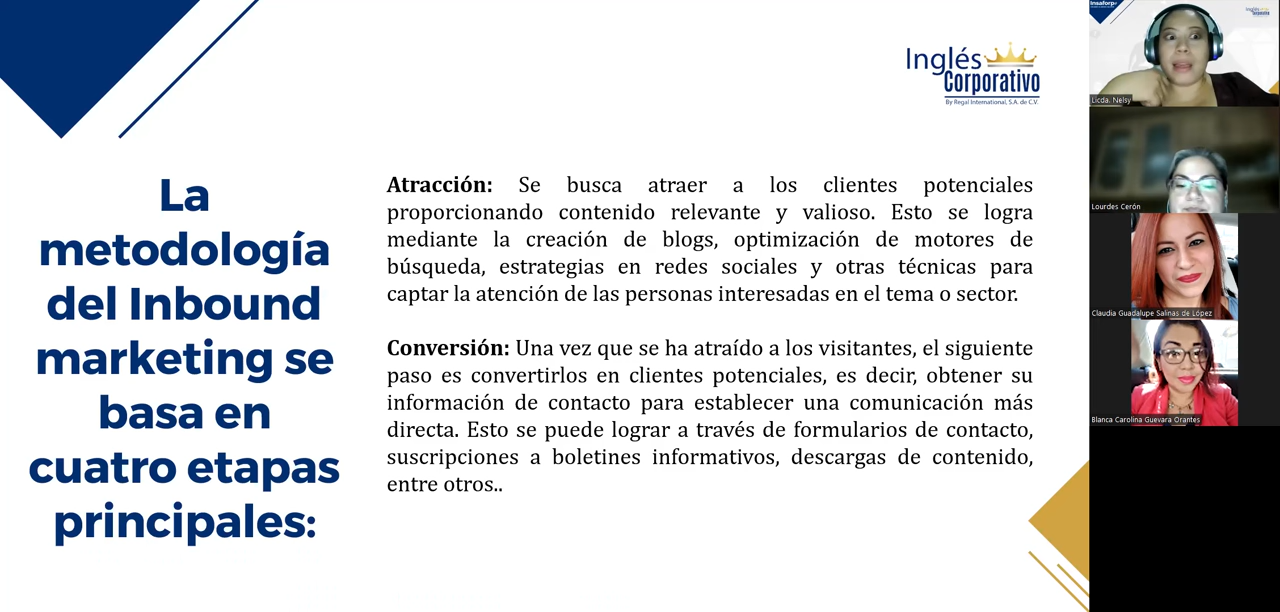 La
metodología
del Inbound
marketing se
basa en
cuatro etapas
principales:
Inglés
Corporativo
By Regal International, S.A. de C.V.
Atracción: Se busca atraer a los clientes potenciales
proporcionando contenido relevante y valioso. Esto se logra
mediante la creación de blogs, optimización de motores de
búsqueda, estrategias en redes sociales y otras técnicas para
captar la atención de las personas interesadas en el tema o sector.
Conversión: Una vez que se ha atraído a los visitantes, el siguiente
paso es convertirlos en clientes potenciales, es decir, obtener su
información de contacto para establecer una comunicación más
directa. Esto se puede lograr a través de formularios de contacto,
suscripciones a boletines informativos, descargas de contenido,
entre otros..
Insaforp
Inglés
Corporativo
Licda. Nelsy
Lourdes Cerón
Claudia Guadalupe Salinas de López
Blanca Carolina Guevara Orantes